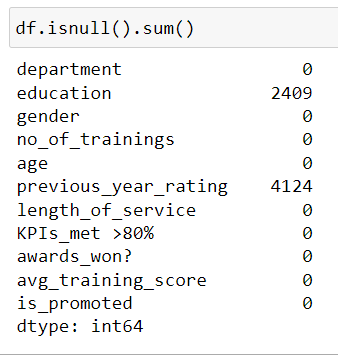 df.isnull().sum()
department 0
education 2409
gender 0
no_of_trainings 0
age 0
previous_year_rating 4124
length_of_service 0
KPIs_met >80% 0
awards_won? 0
avg_training_score 0
is_promoted 0
dtype: int64